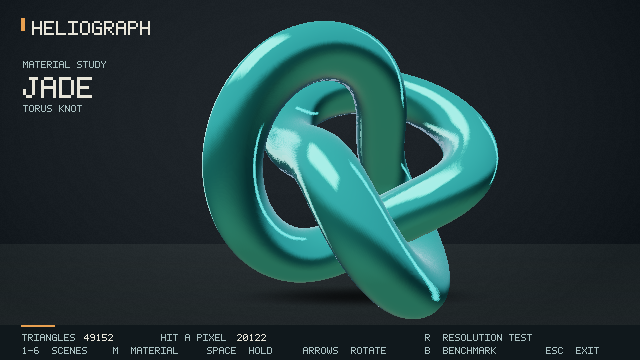 HELIOGRAPH
MATERIAL STUDY
JADE
TORUS KNOT
TRIANGLES 49152 HIT A PIXEL 20122 R RESOLUTION TEST
1-6 SCENES M MATERIAL SPACE HOLD ARROWS ROTATE B BENCHMARK ESC EXIT